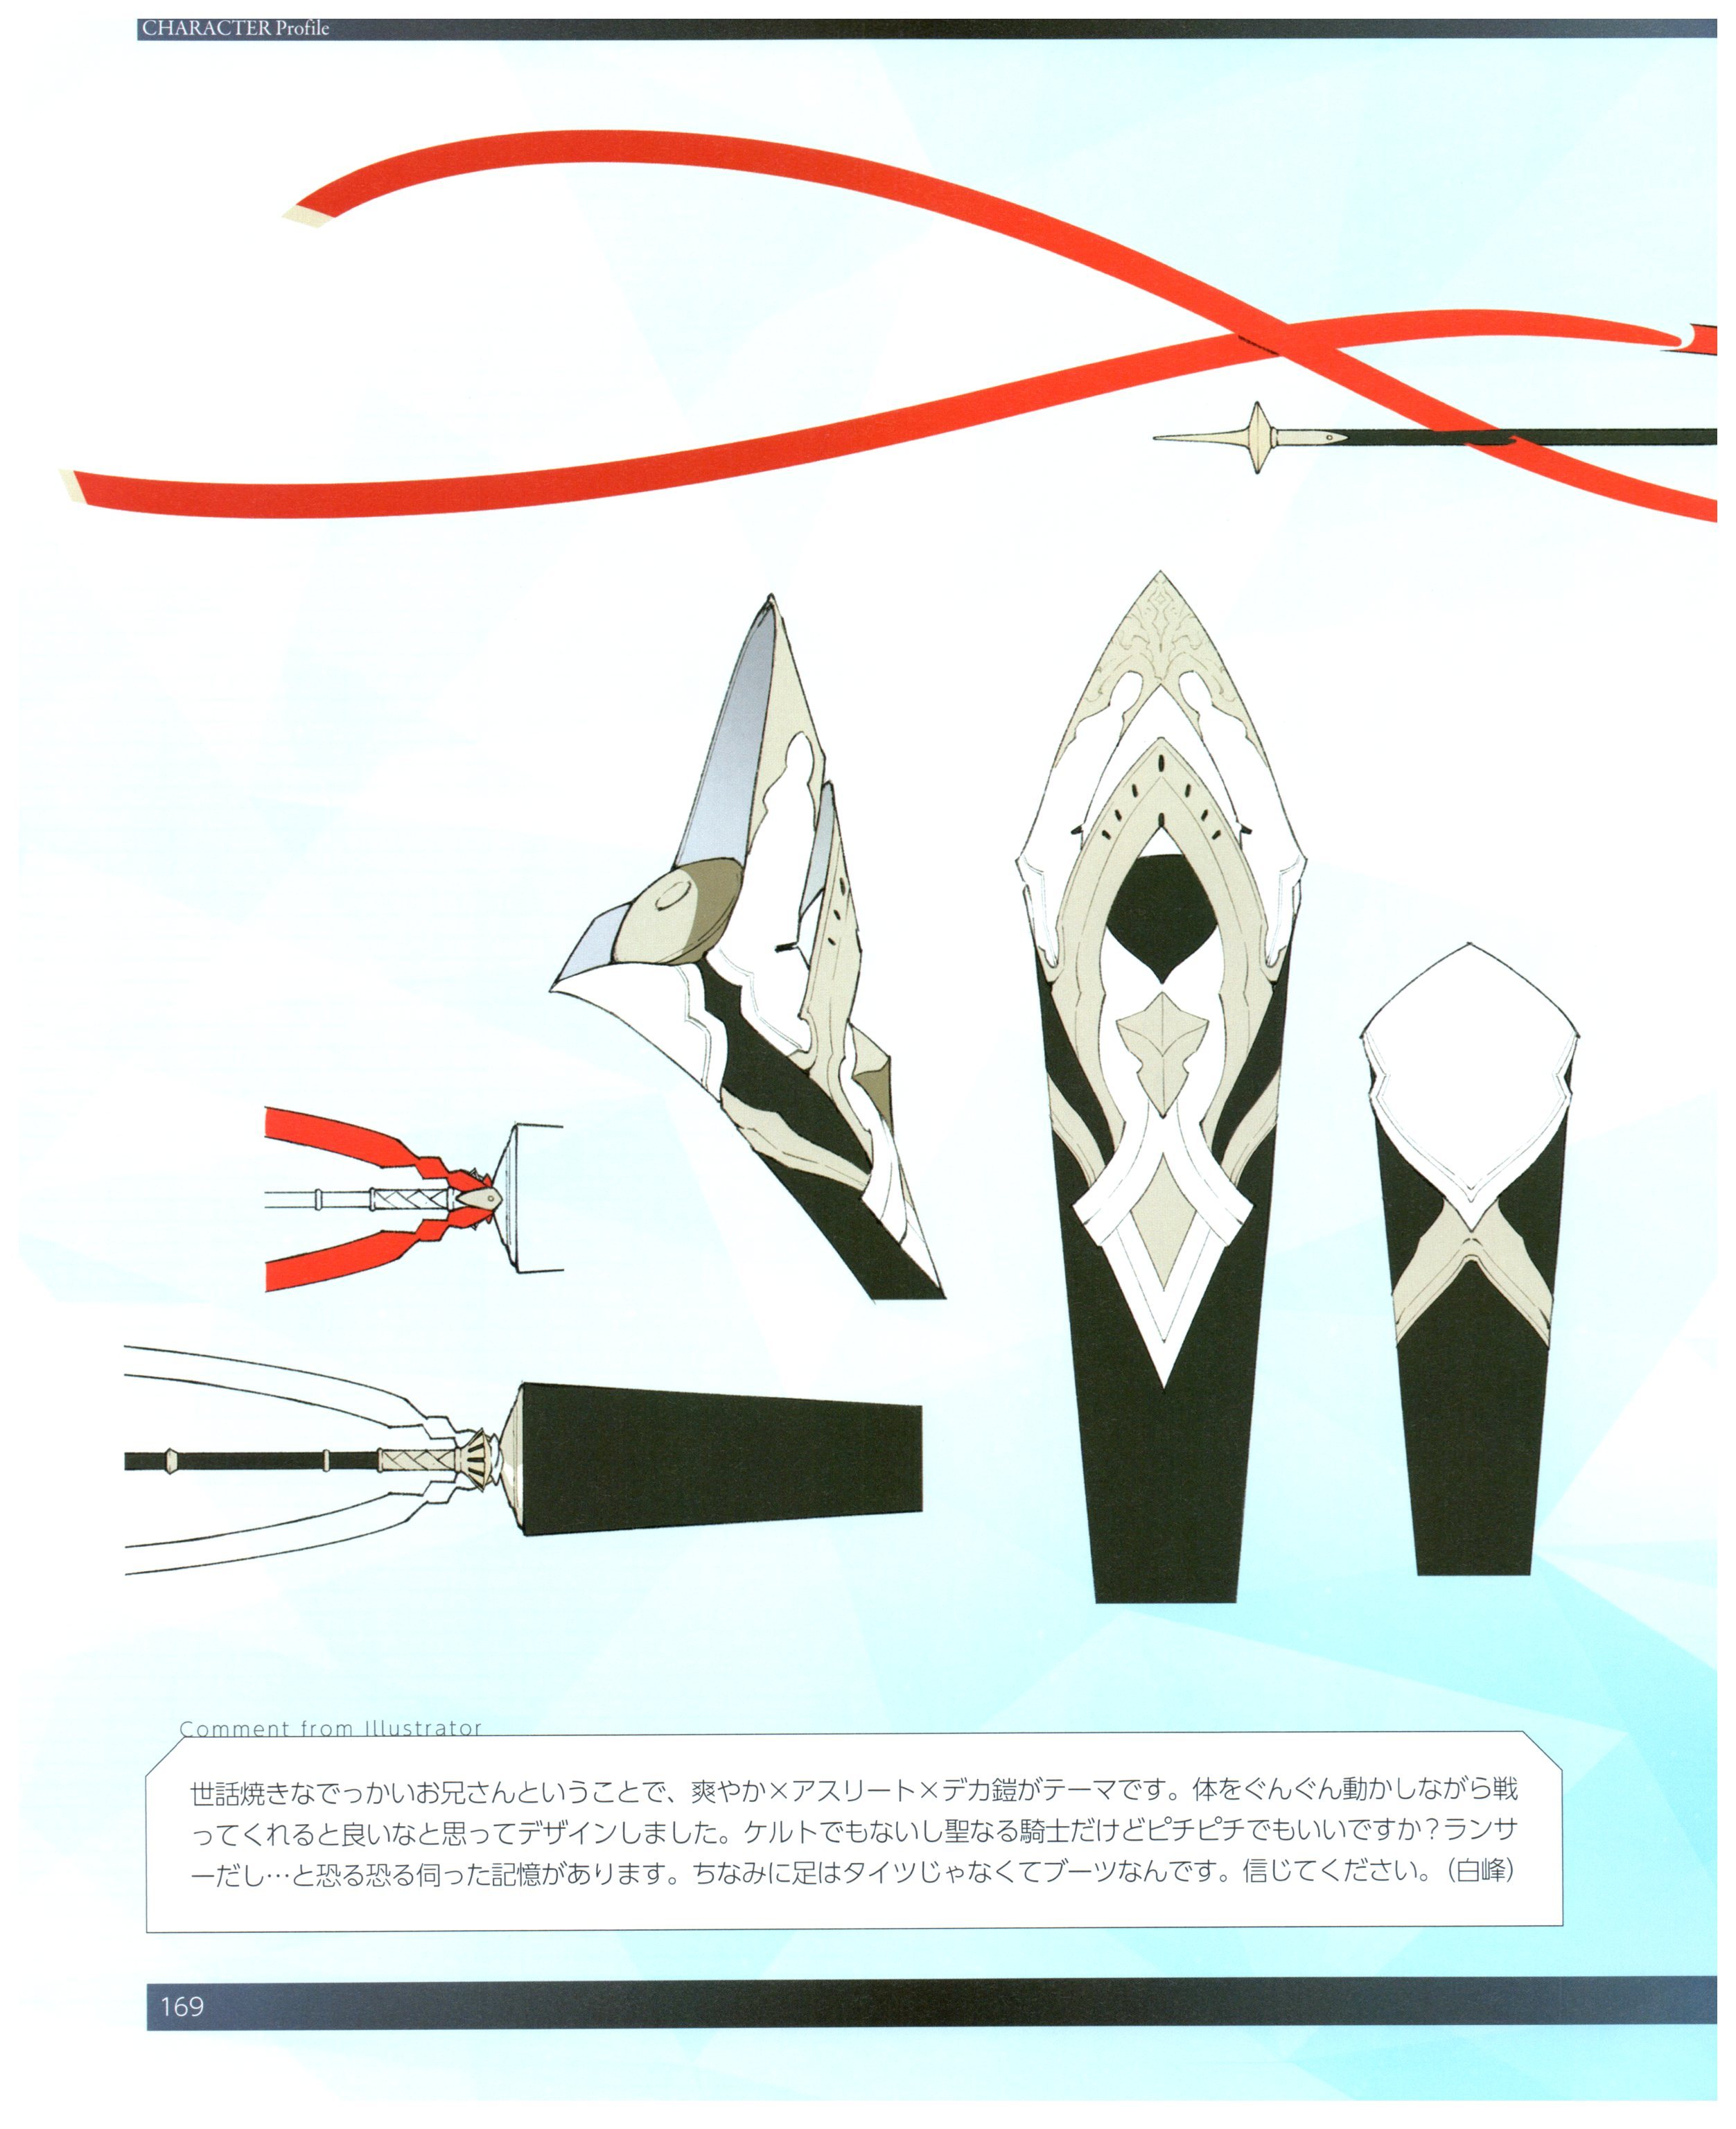 CHARACTER Profile
Comment from Illustrator
世話焼きなでっかいお兄さんということで、爽やか×アスリート×デカ鎧がテーマです。体をぐんぐん動かしながら戦
ってくれると良いなと思ってデザインしました。ケルトでもないし聖なる騎士だけどピチピチでもいいですか？ランサ
ーだし…と恐る恐る伺った記憶があります。ちなみに足はタイツじゃなくてブーツなんです。信じてください。（白峰）
169